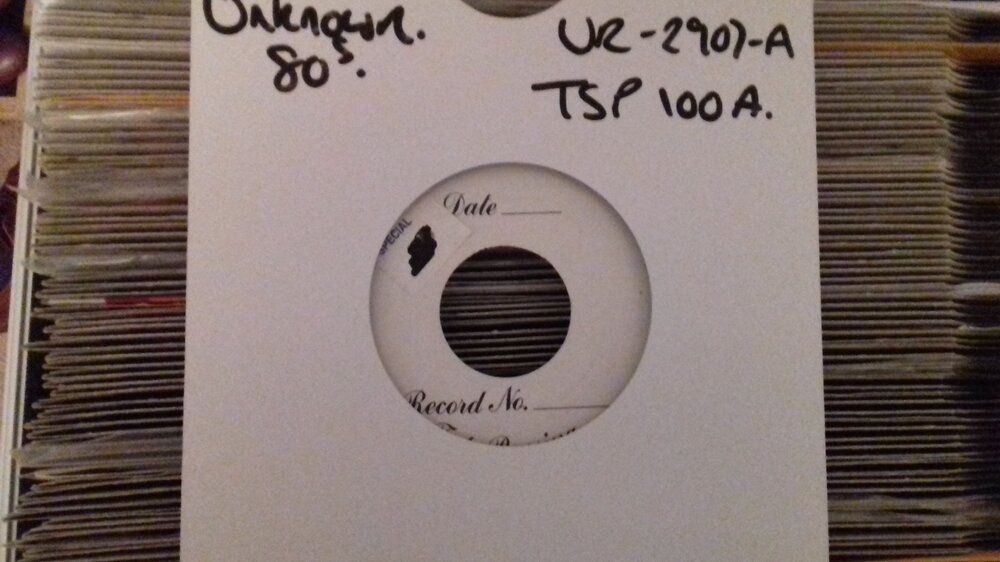 Unknown.
80s.
UR-2907-A
TSP 100A.
Date
SPECIAL
Record No.